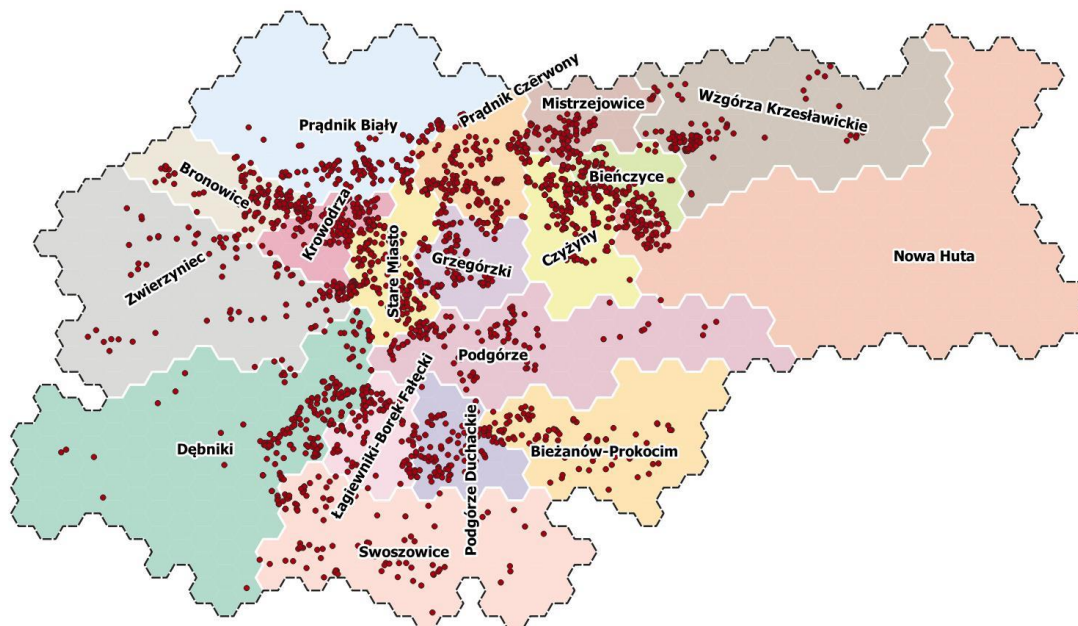 Prądnik Czerwony
Mistrzejowice
Wzgórza Krzesławickie
Prądnik Biały
Bronowice
Bieńczyce
Krowodrza
Zwierzyniec
Stare Miasto
Grzegórzki
Czyżyny
Nowa Huta
Podgórze
Łagiewniki-Borek Fałęcki
Dębniki
Podgórze Duchackie
Bieżanów-Prokocim
Swoszowice